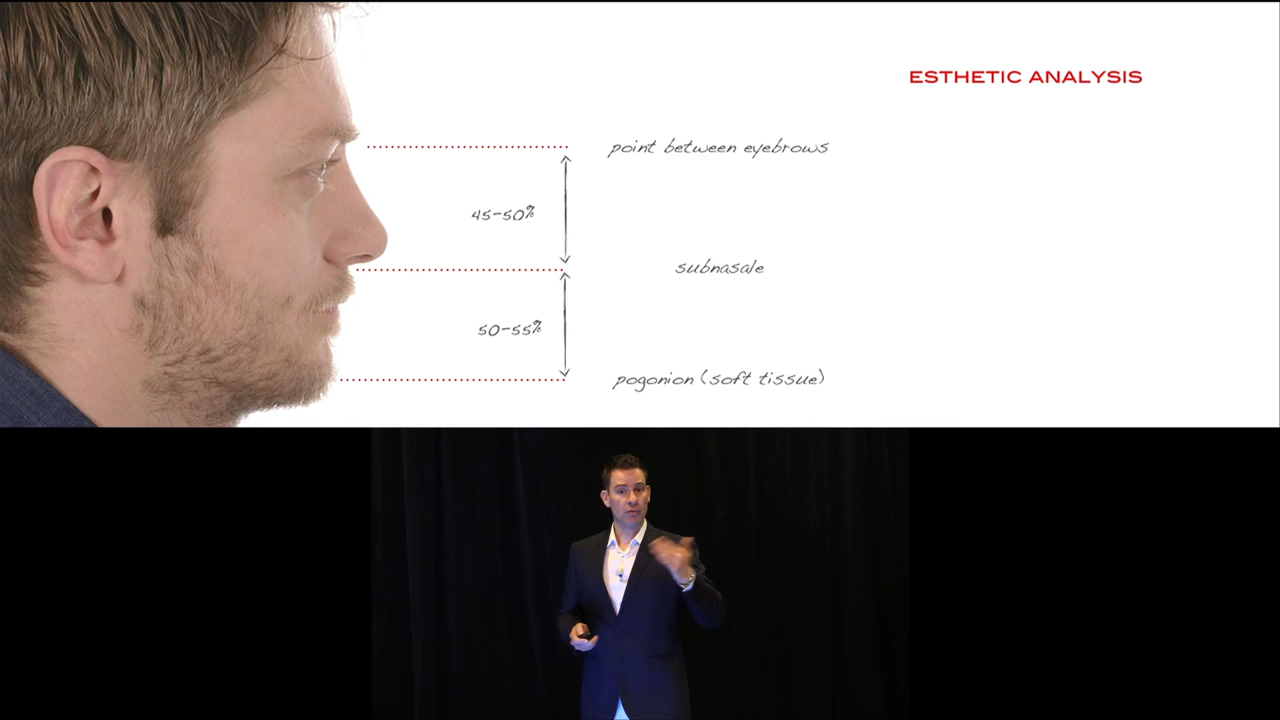 ESTHETIC ANALYSIS
point between eyebrows
45-50%
subnasale
50-55%
pogonion (soft tissue)